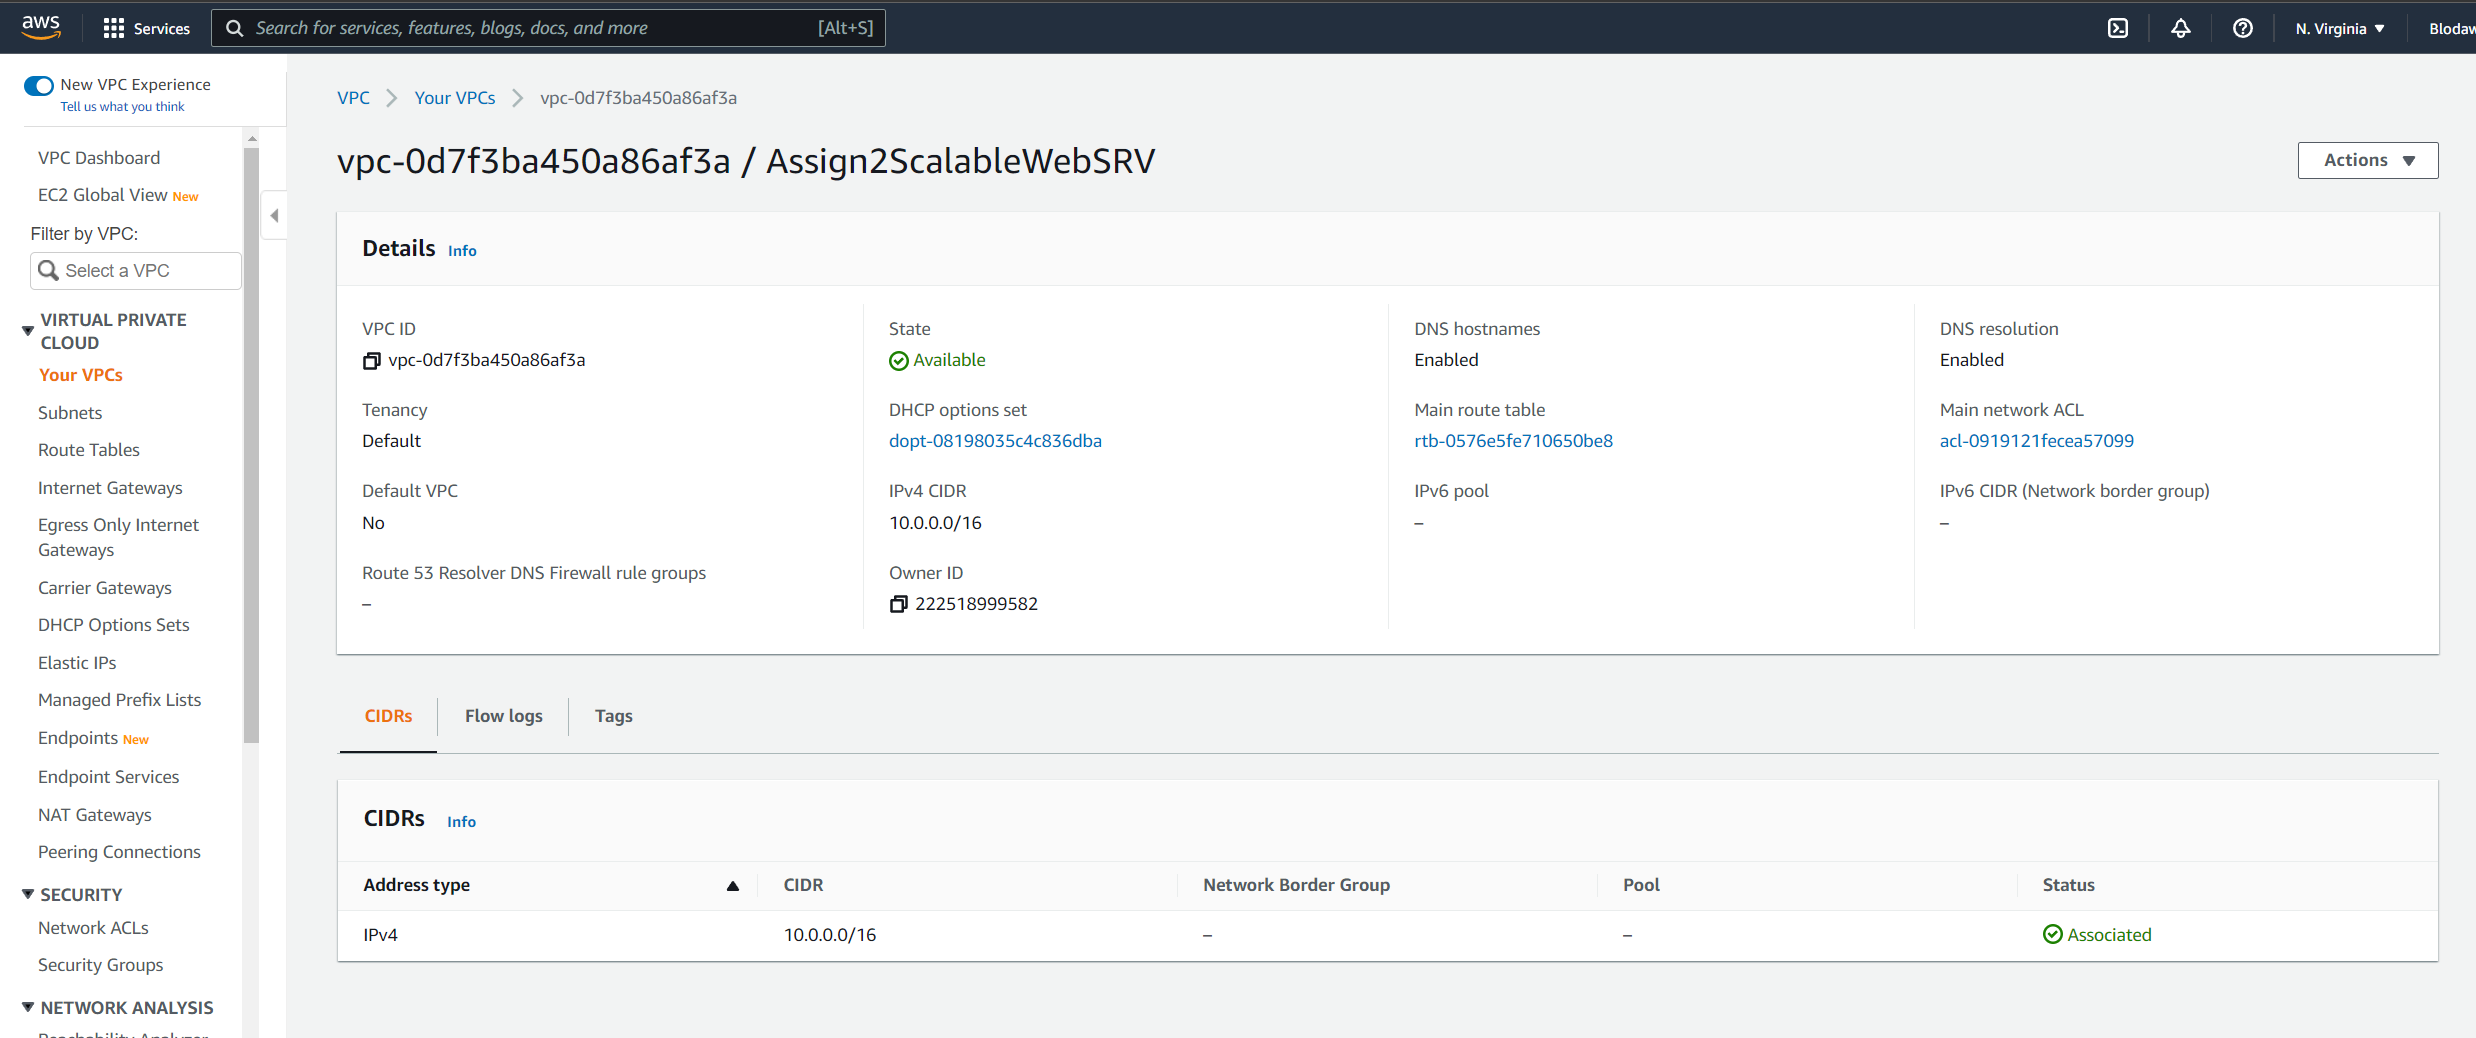 aws
Services
Search for services, features, blogs, docs, and more
[Alt+S]
N. Virginia
Blodaw
New VPC Experience
Tell us what you think
VPC Dashboard
EC2 Global View New
Filter by VPC:
Select a VPC
VIRTUAL PRIVATE
CLOUD
Your VPCs
Subnets
Route Tables
Internet Gateways
Egress Only Internet
Gateways
Carrier Gateways
DHCP Options Sets
Elastic IPs
Managed Prefix Lists
Endpoints New
Endpoint Services
NAT Gateways
Peering Connections
SECURITY
Network ACLs
Security Groups
NETWORK ANALYSIS
Reachability Analyzer
VPC Your VPCs vpc-0d7f3ba450a86af3a
vpc-0d7f3ba450a86af3a / Assign2ScalableWebSRV
Actions
Details Info
VPC ID
vpc-0d7f3ba450a86af3a
State
Available
DNS hostnames
Enabled
DNS resolution
Enabled
Tenancy
Default
DHCP options set
dopt-08198035c4c836dba
Main route table
rtb-0576e5fe710650be8
Main network ACL
acl-0919121fecea57099
Default VPC
No
IPv4 CIDR
10.0.0.0/16
IPv6 pool
–
IPv6 CIDR (Network border group)
–
Route 53 Resolver DNS Firewall rule groups
–
Owner ID
222518999582
CIDRs Flow logs Tags
CIDRs Info
Address type CIDR Network Border Group Pool Status
IPv4 10.0.0.0/16 – – Associated